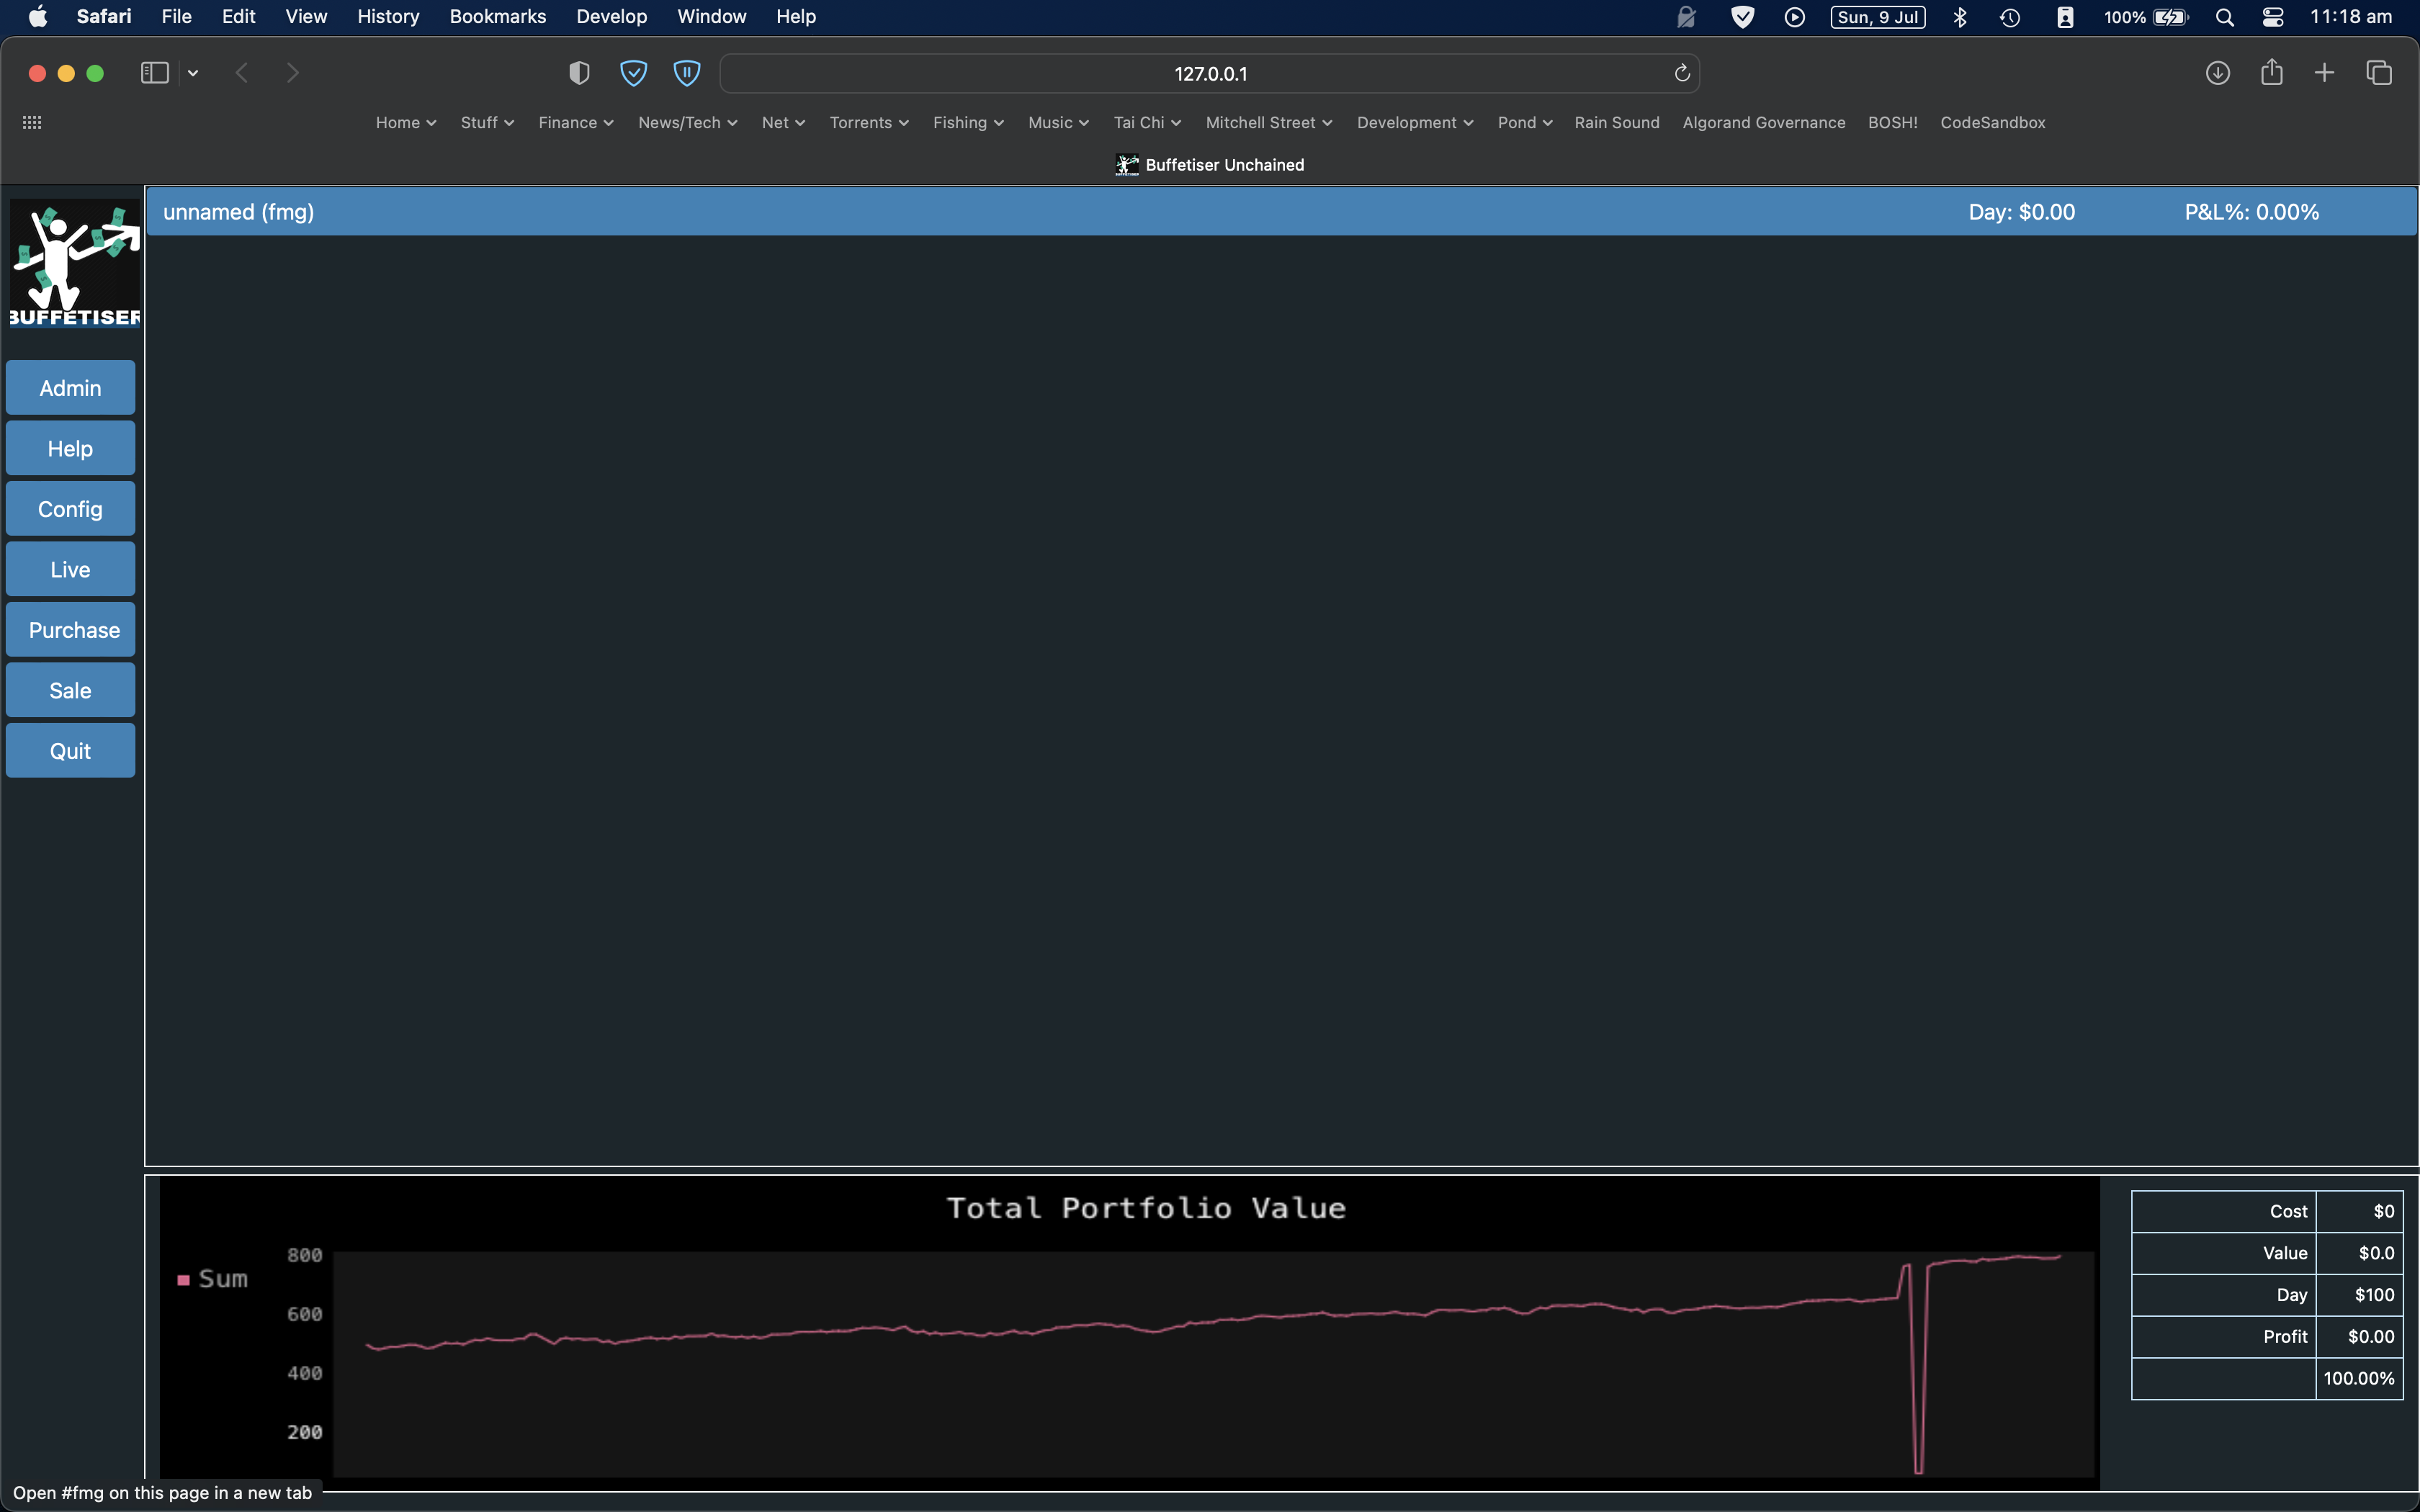 Safari File Edit View History Bookmarks Develop Window Help Sun, 9 Jul 100% 11:18 am
127.0.0.1
Home Stuff Finance News/Tech Net Torrents Fishing Music Tai Chi Mitchell Street Development Pond Rain Sound Algorand Governance BOSH! CodeSandbox
Buffetiser Unchained
unnamed (fmg) Day: $0.00 P&L%: 0.00%
BUFFETISER
Admin
Help
Config
Live
Purchase
Sale
Quit
Total Portfolio Value
Sum
800
600
400
200
Cost $0
Value $0.0
Day $100
Profit $0.00
100.00%
Open #fmg on this page in a new tab